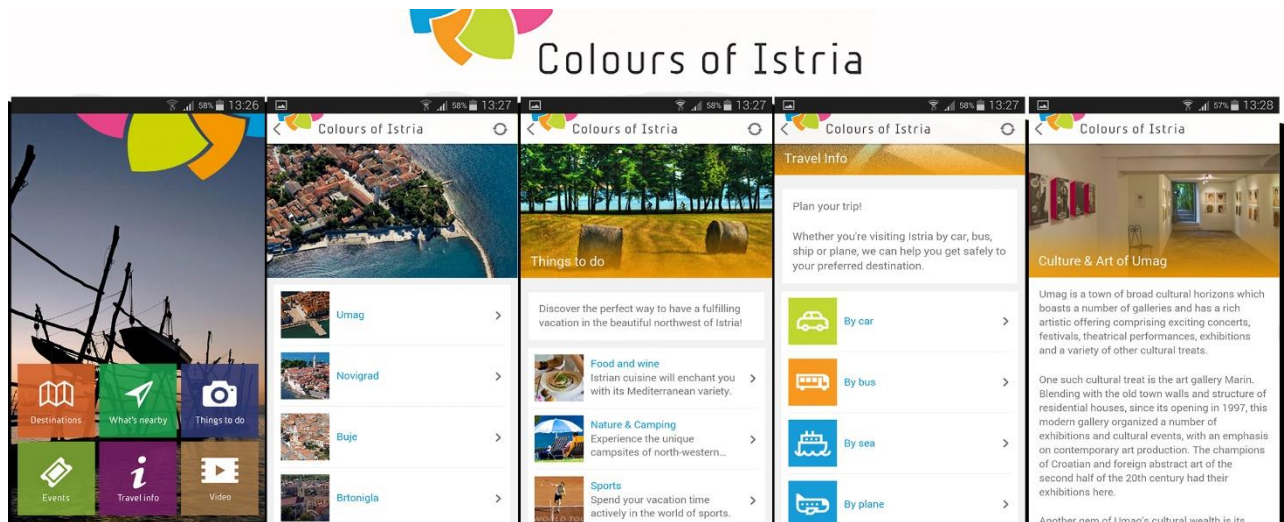 Colours of Istria
58% 13:26
Destinations
What's nearby
Things to do
Events
Travel info
Video
58% 13:27
Colours of Istria
Umag
Novigrad
Buje
Brtonigla
58% 13:27
Colours of Istria
Things to do
Discover the perfect way to have a fulfilling
vacation in the beautiful northwest of Istria!
Food and wine
Istrian cuisine will enchant you
with its Mediterranean variety.
Nature & Camping
Experience the unique
campsites of north-western...
Sports
Spend your vacation time
actively in the world of sports.
58% 13:27
Colours of Istria
Travel Info
Plan your trip!
Whether you're visiting Istria by car, bus,
ship or plane, we can help you get safely to
your preferred destination.
By car
By bus
By sea
By plane
57% 13:28
Colours of Istria
Culture & Art of Umag
Umag is a town of broad cultural horizons which
boasts a number of galleries and has a rich
artistic offering comprising exciting concerts,
festivals, theatrical performances, exhibitions
and a variety of other cultural treats.
One such cultural treat is the art gallery Marin.
Blending with the old town walls and structure of
residential houses, since its opening in 1997, this
modern gallery organized a number of
exhibitions and cultural events, with an emphasis
on contemporary art production. The champions
of Croatian and foreign abstract art of the
second half of the 20th century had their
exhibitions here.
Another gem of Umag's cultural wealth is its